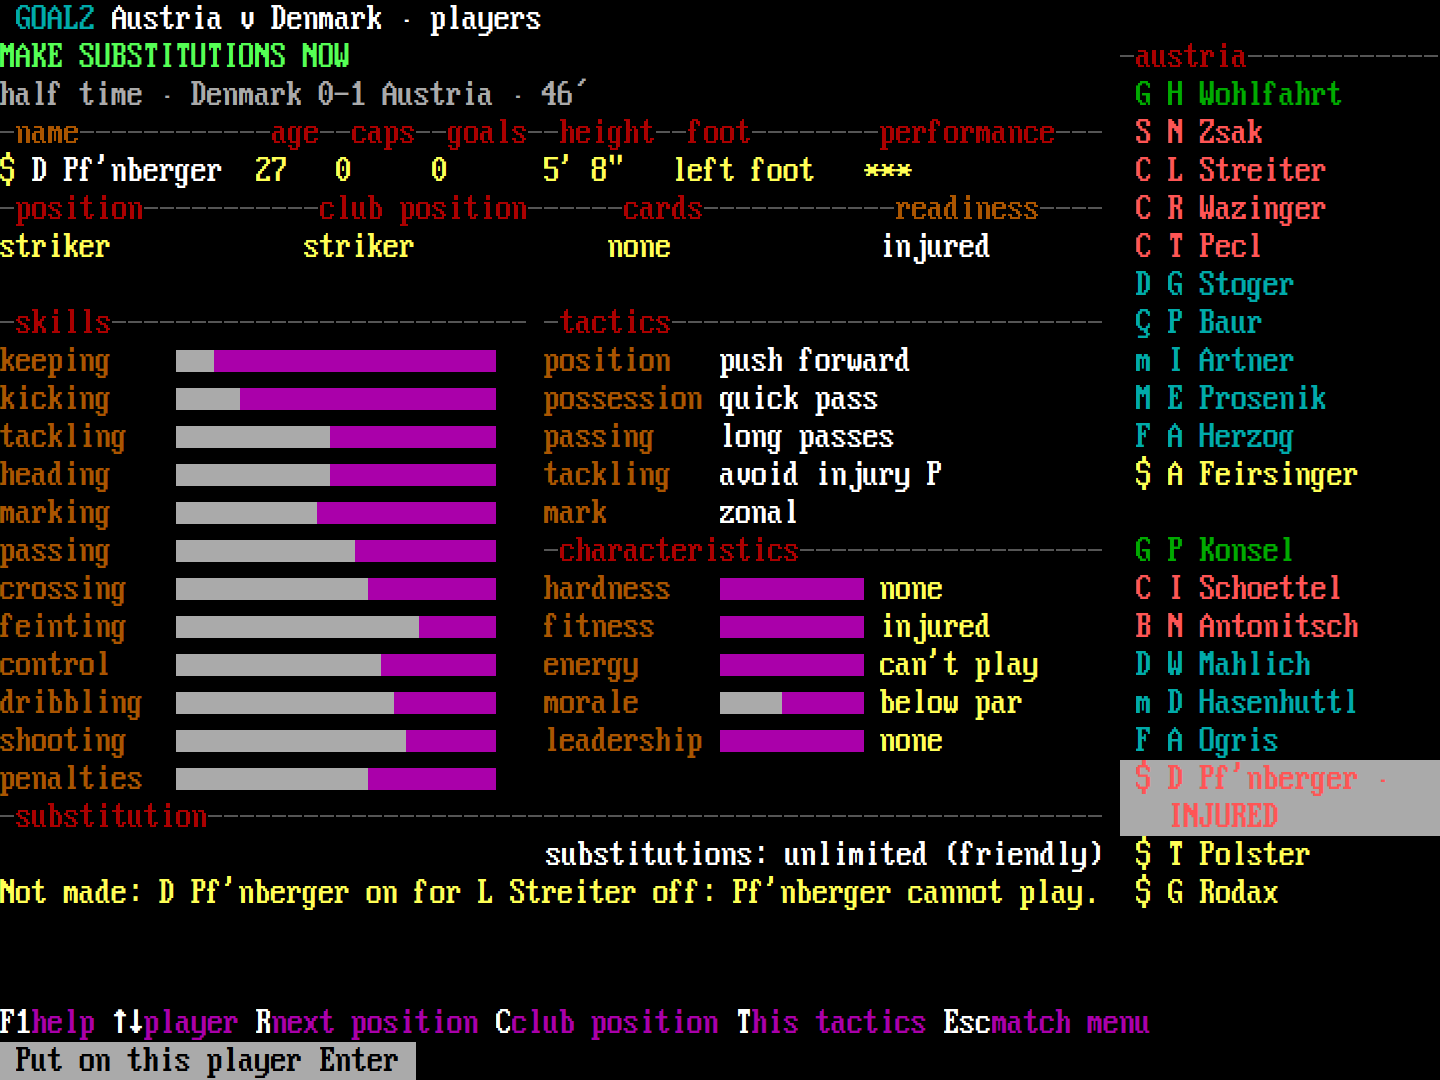 GOAL2 Austria v Denmark · players
MAKE SUBSTITUTIONS NOW
half time · Denmark 0-1 Austria · 46´
name age caps goals height foot performance
$ D Pf'nberger 27 0 0 5' 8" left foot ***
position club position cards readiness
striker striker none injured
skills
keeping
kicking
tackling
heading
marking
passing
crossing
feinting
control
dribbling
shooting
penalties
tactics
position push forward
possession quick pass
passing long passes
tackling avoid injury P
mark zonal
characteristics
hardness none
fitness injured
energy can't play
morale below par
leadership none
substitution
substitutions: unlimited (friendly)
Not made: D Pf'nberger on for L Streiter off: Pf'nberger cannot play.
austria
G H Wohlfahrt
S N Zsak
C L Streiter
C R Wazinger
C T Pecl
D G Stoger
Ç P Baur
m I Artner
M E Prosenik
F A Herzog
$ A Feirsinger
G P Konsel
C I Schoettel
B N Antonitsch
D W Mahlich
m D Hasenhuttl
F A Ogris
$ D Pf'nberger ·
INJURED
$ T Polster
$ G Rodax
F1help ↑↓player Rnext position Cclub position This tactics Escmatch menu
Put on this player Enter